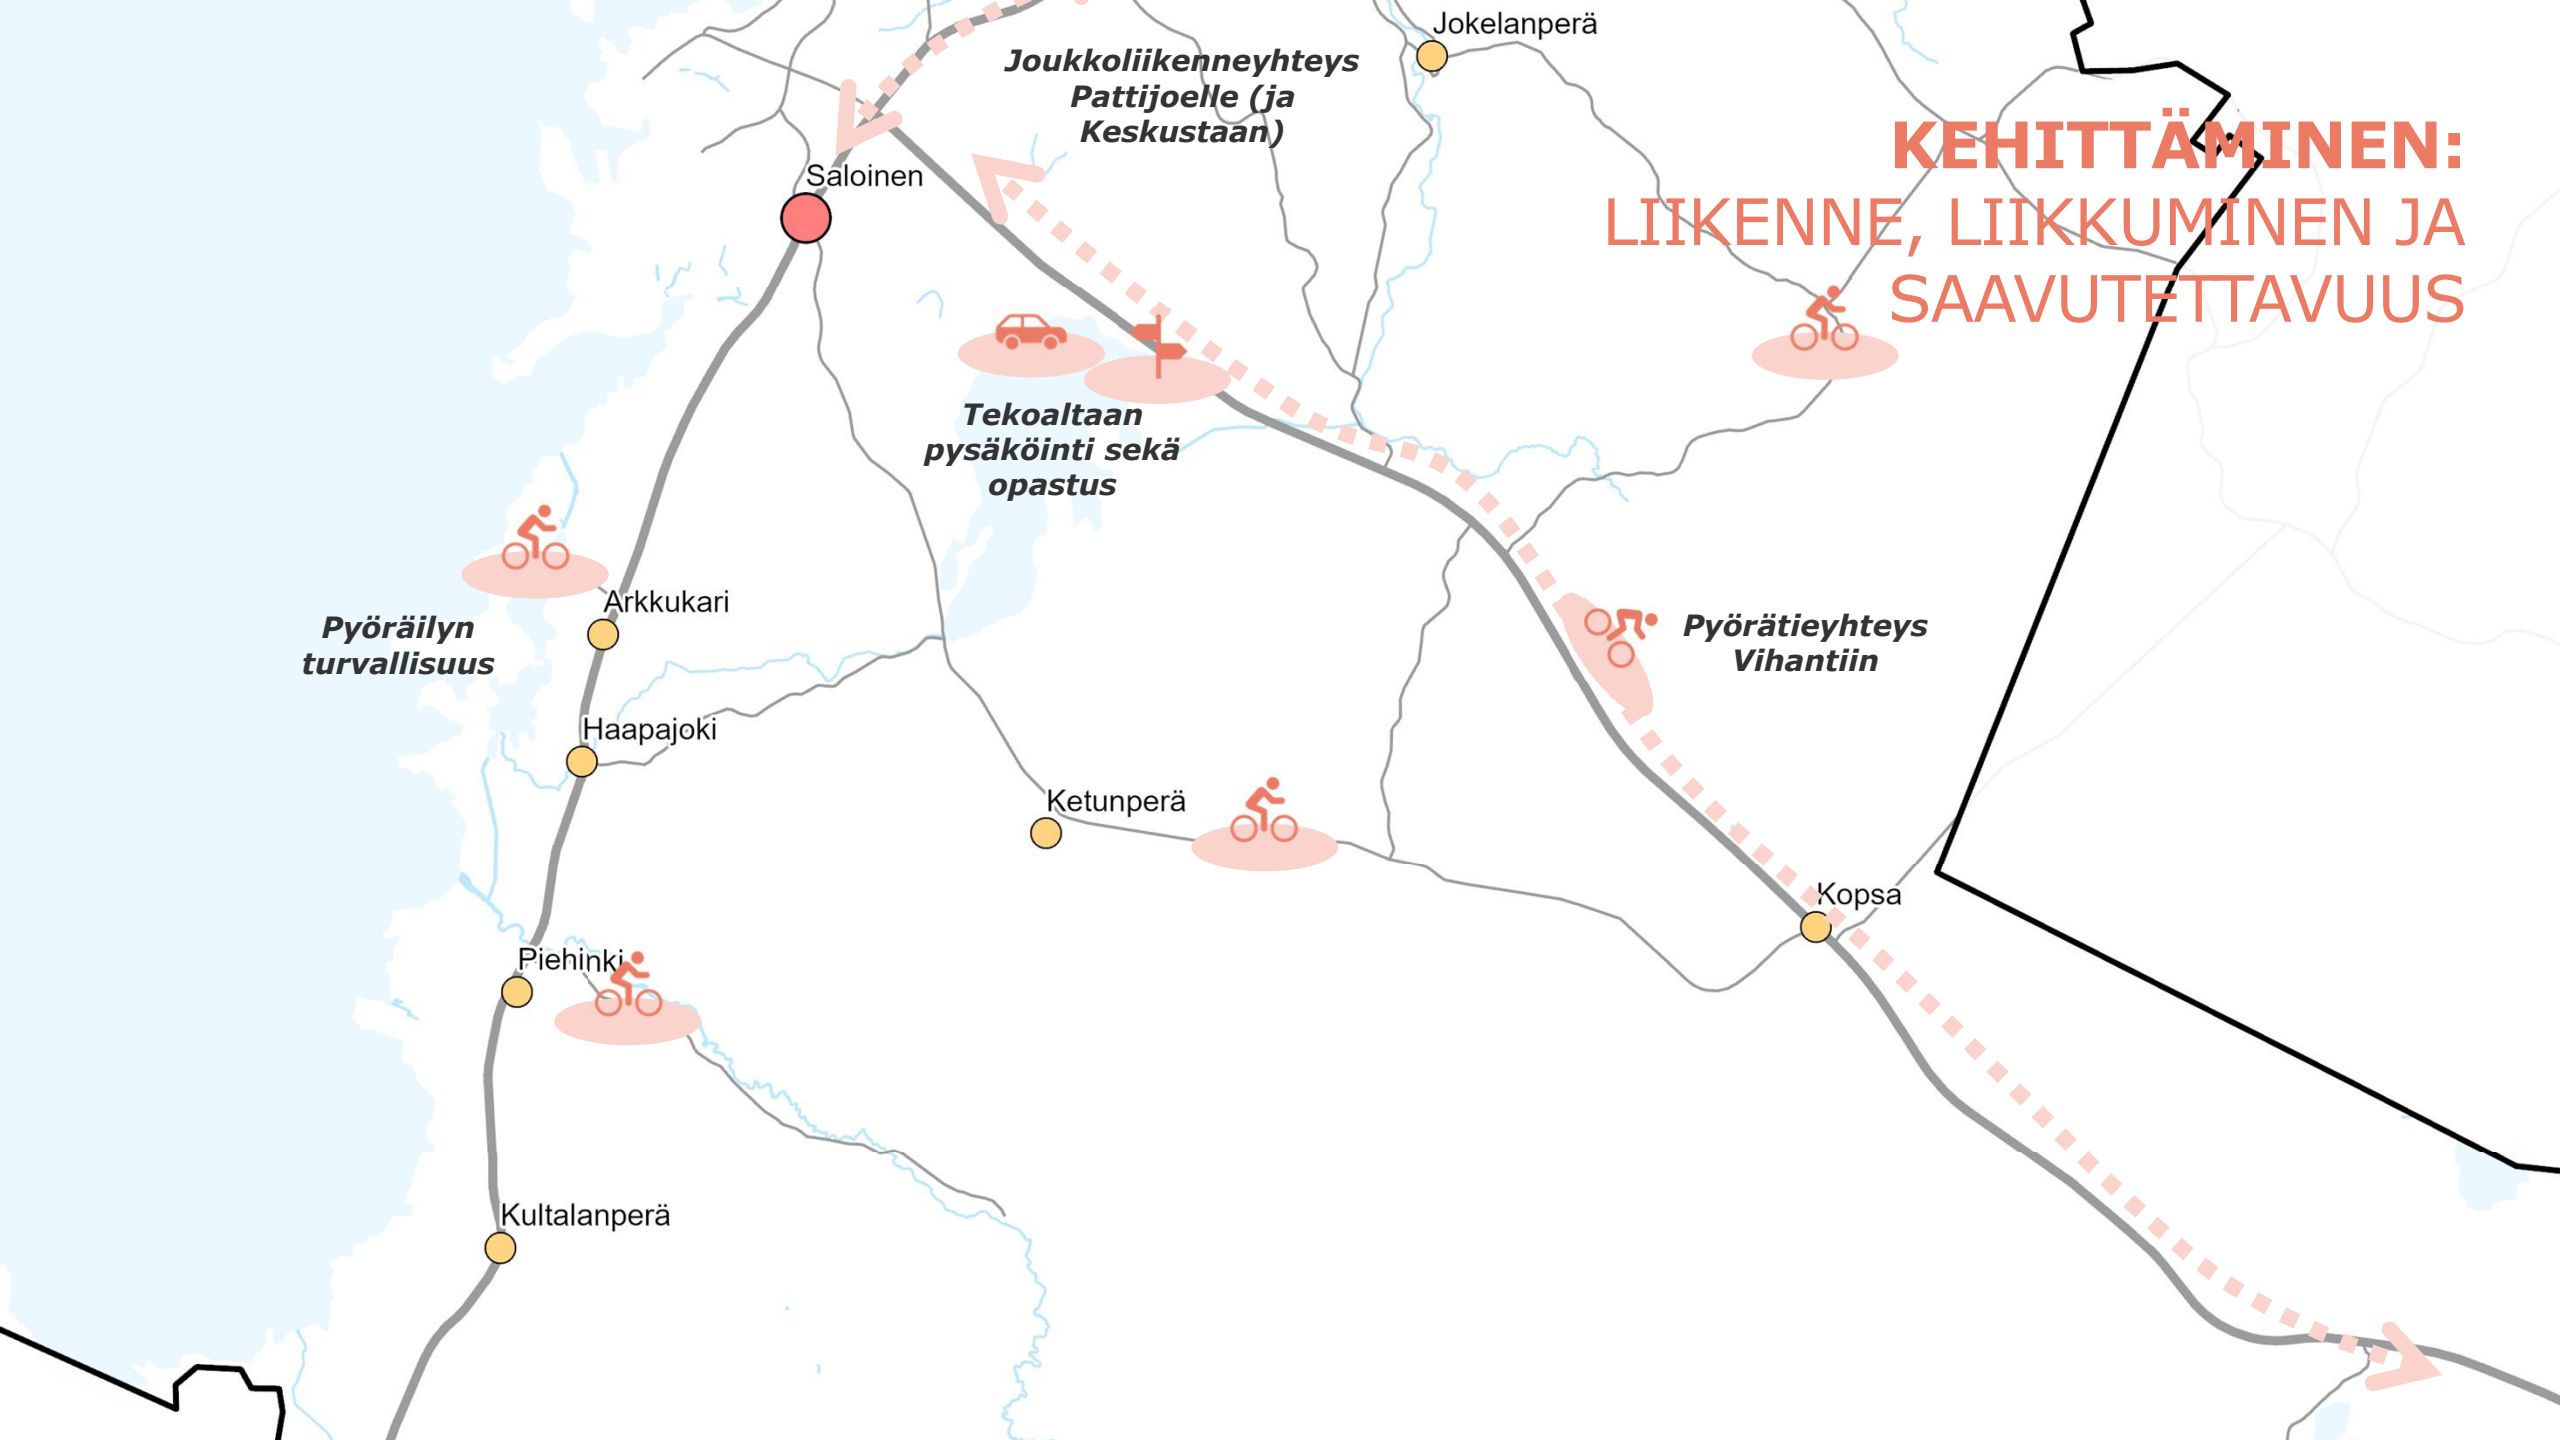 Jokelanperä
Joukkoliikenneyhteys
Pattijoelle (ja
Keskustaan)
KEHITTÄMINEN:
LIIKENNE, LIIKKUMINEN JA
SAAVUTETTAVUUS
Saloinen
Tekoaltaan
pysäköinti sekä
opastus
Arkkukari
Pyöräilyn
turvallisuus
Pyörätieyhteys
Vihantiin
Haapajoki
Ketunperä
Kopsa
Piehinki
Kultalanperä